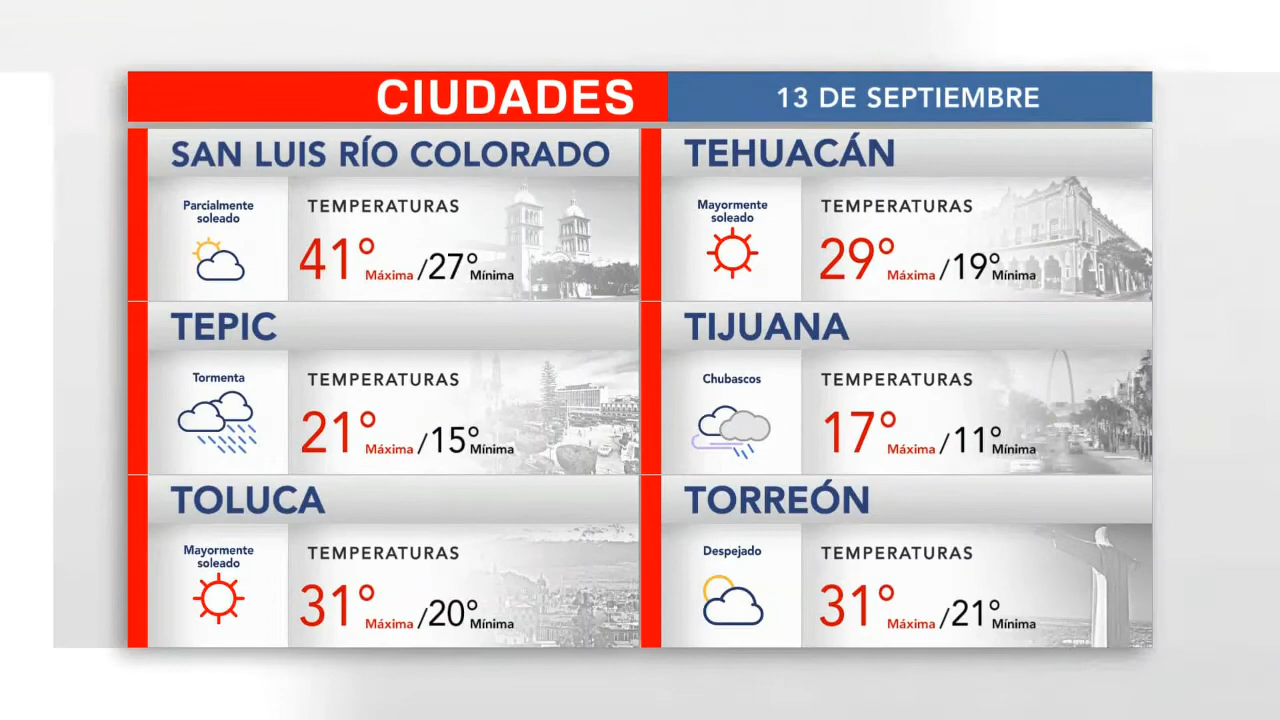 CIUDADES
13 DE SEPTIEMBRE
SAN LUIS RÍO COLORADO
Parcialmente
soleado
TEMPERATURAS
41° Máxima /27° Mínima
TEHUACÁN
Mayormente
soleado
TEMPERATURAS
29° Máxima /19° Mínima
TEPIC
Tormenta
TEMPERATURAS
21° Máxima /15° Mínima
TIJUANA
Chubascos
TEMPERATURAS
17° Máxima /11° Mínima
TOLUCA
Mayormente
soleado
TEMPERATURAS
31° Máxima /20° Mínima
TORREÓN
Despejado
TEMPERATURAS
31° Máxima /21° Mínima